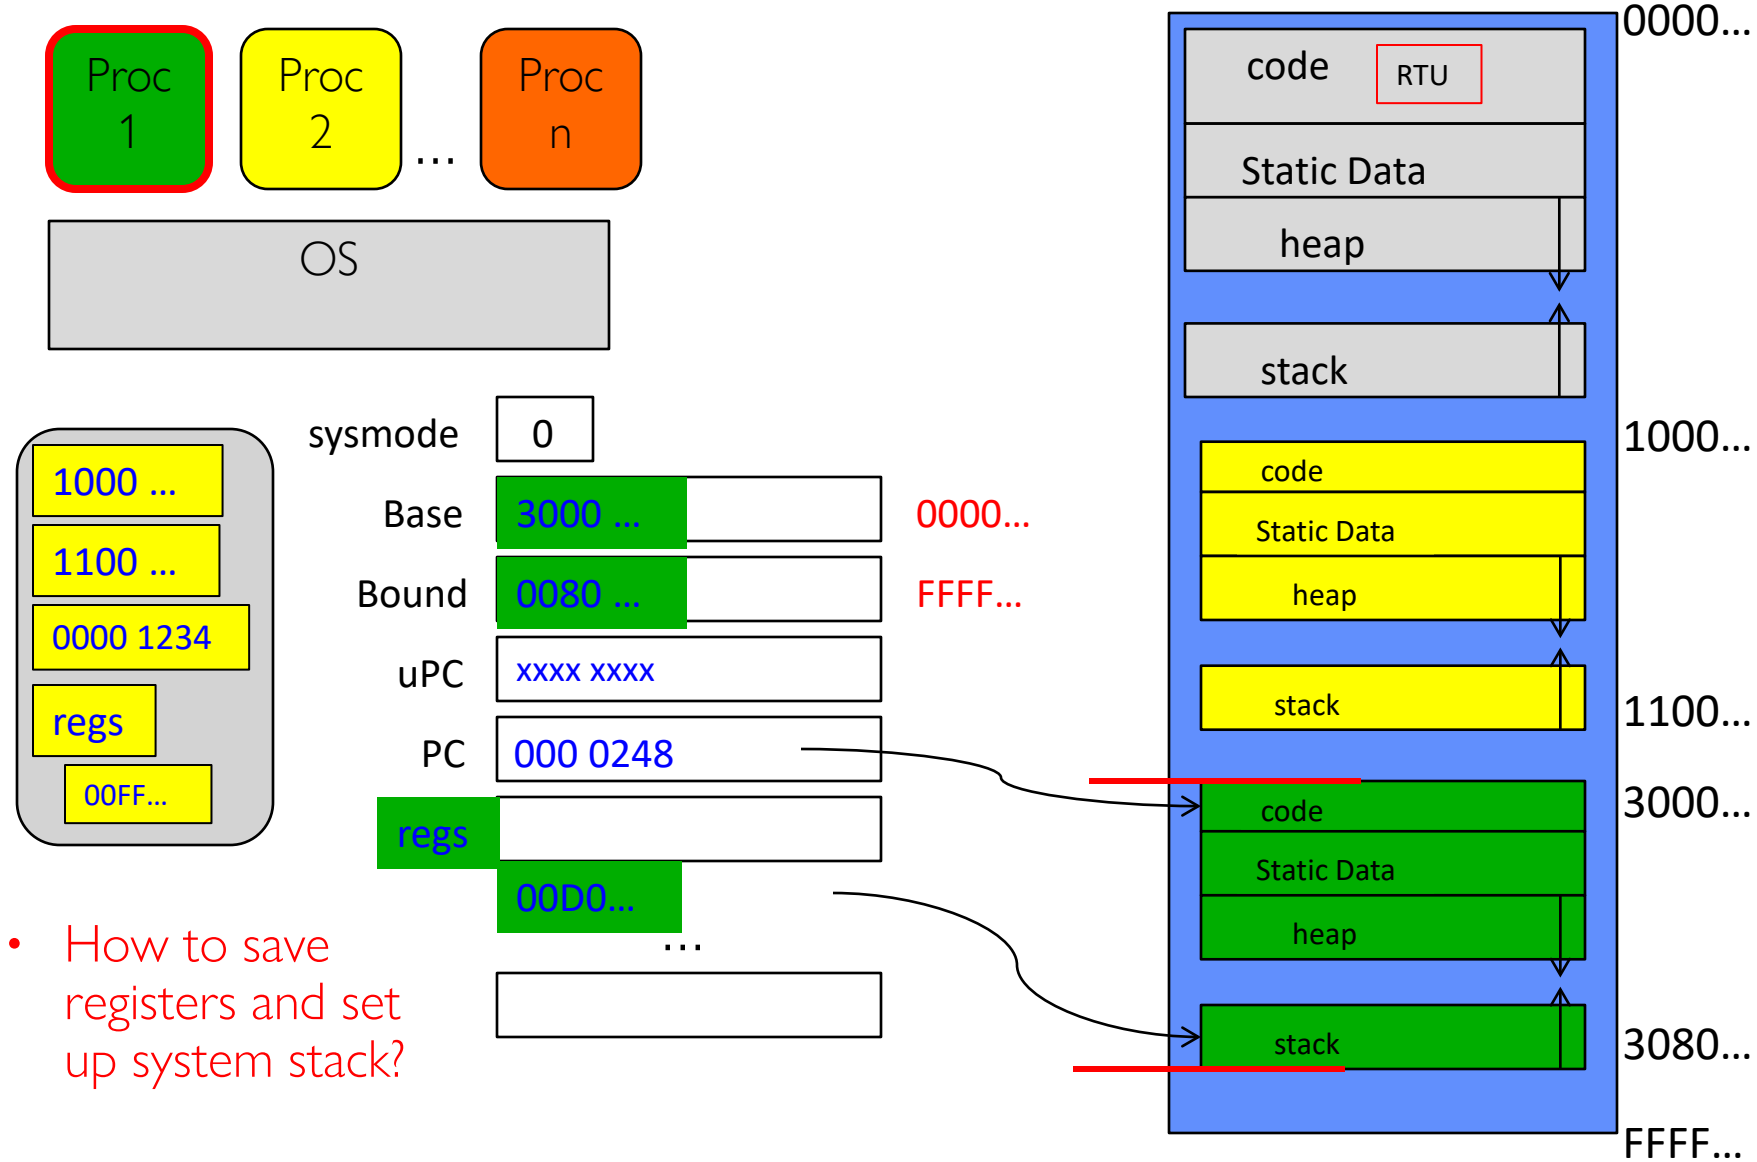 Proc
1
Proc
2
...
Proc
n
OS
1000 ...
1100 ...
0000 1234
regs
00FF...
sysmode
0
Base
3000 ...
0000...
Bound
0080 ...
FFFF...
uPC
xxxx xxxx
PC
000 0248
regs
00D0...
...
• How to save
registers and set
up system stack?
0000...
code
RTU
Static Data
heap
stack
1000...
code
Static Data
heap
stack
1100...
3000...
code
Static Data
heap
stack
3080...
FFFF...